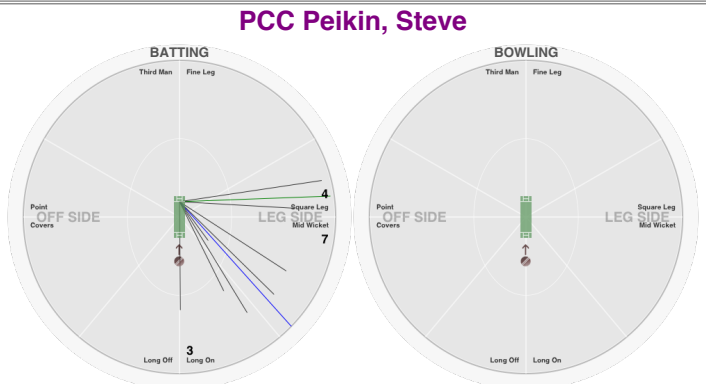 PCC Peikin, Steve
BATTING
Third Man Fine Leg
4
Point
Square Leg
OFF SIDE
LEG SIDE
Covers
Mid Wicket
7
3
Long Off
Long On
BOWLING
Third Man Fine Leg
Point
Square Leg
OFF SIDE
LEG SIDE
Covers
Mid Wicket
Long Off Long On